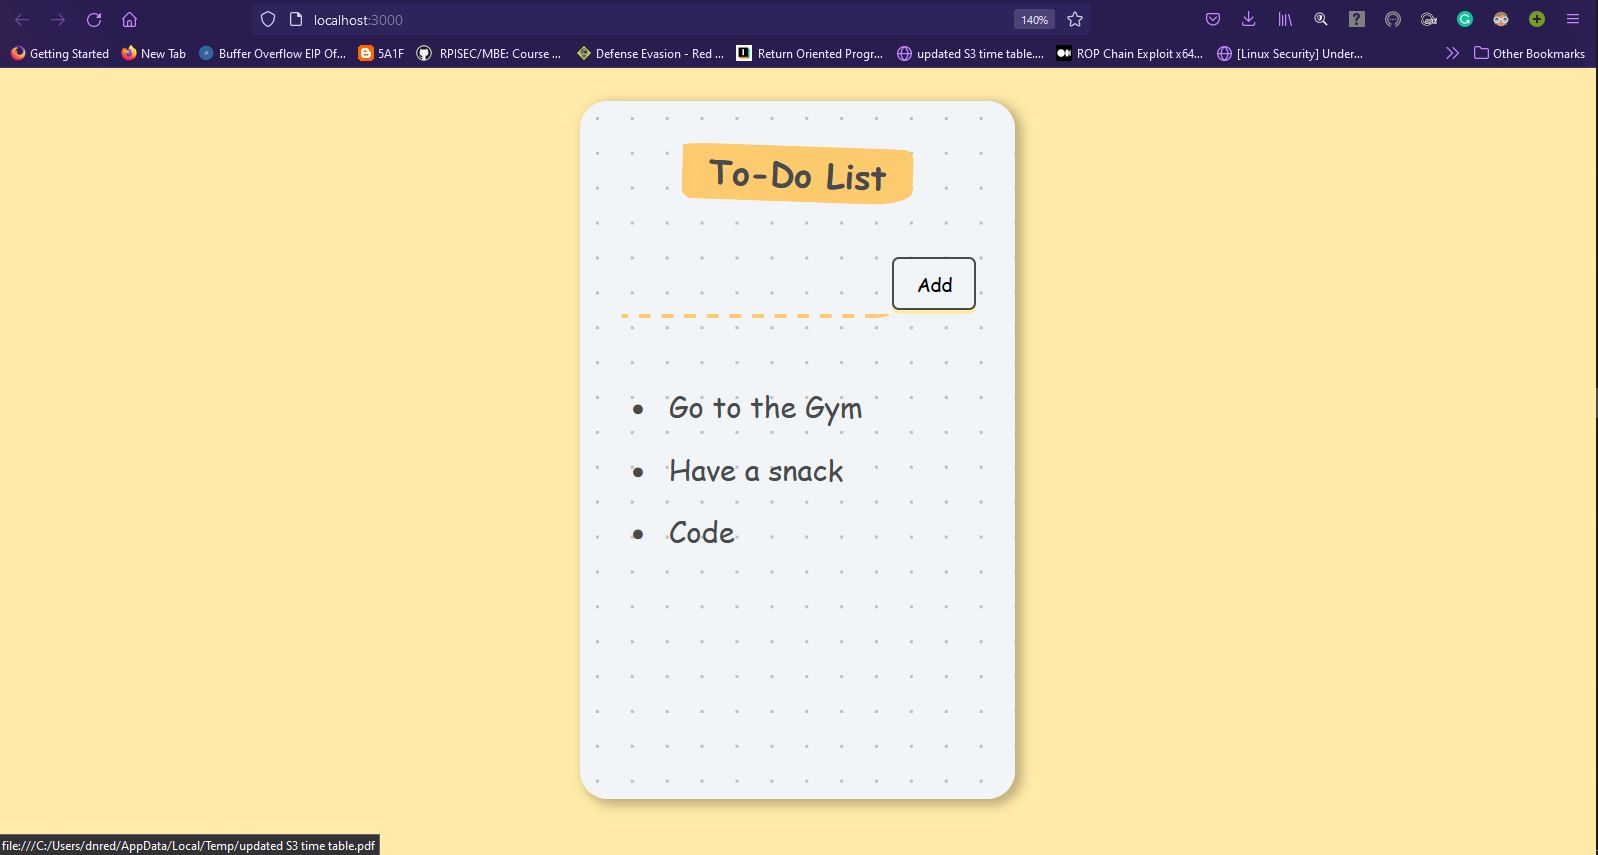 localhost:3000
140%
Getting Started New Tab Buffer Overflow EIP Of... 5A1F RPISEC/MBE: Course ... Defense Evasion - Red ... Return Oriented Progr... updated S3 time table.... ROP Chain Exploit x64... [Linux Security] Under... Other Bookmarks
To-Do List
Add
• Go to the Gym
• Have a snack
• Code
file:///C:/Users/dnred/AppData/Local/Temp/updated S3 time table.pdf